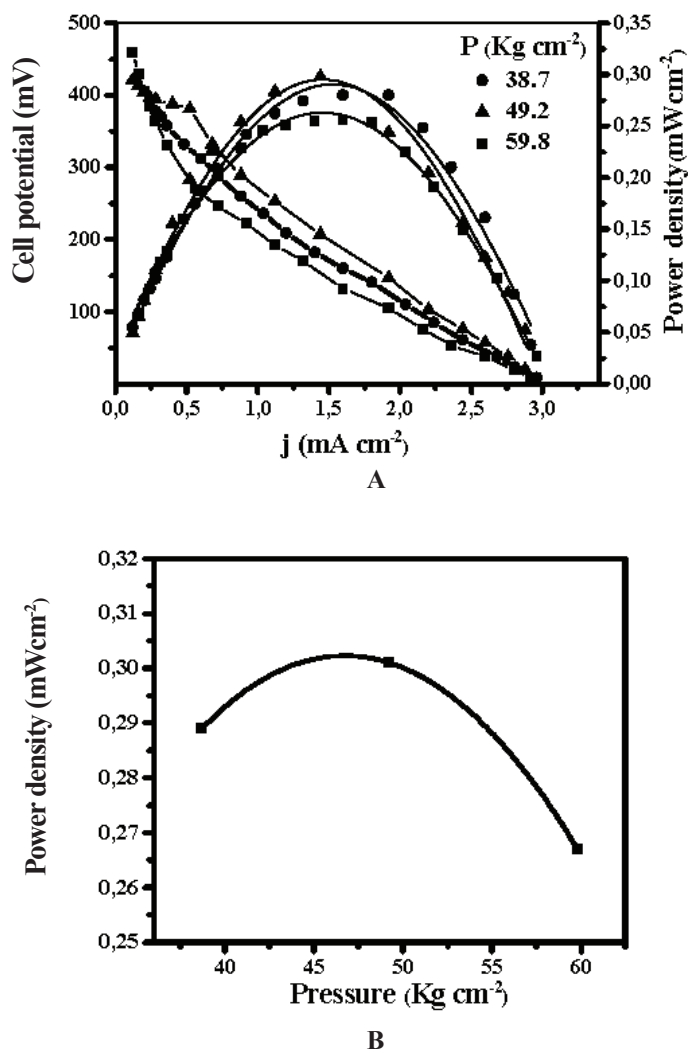 500
400
300
200
100
Cell potential (mV)
0,35
0,30
0,25
0,20
0,15
0,10
0,05
0,00
Power density(mWcm-2)
P (Kg cm-2)
38.7
49.2
59.8
0,0 0,5 1,0 1,5 2,0 2,5 3,0
j (mA cm-2)
A
0,32
0,31
0,30
0,29
0,28
0,27
0,26
0,25
Power density (mWcm-2)
40 45 50 55 60
Pressure (Kg cm-2)
B